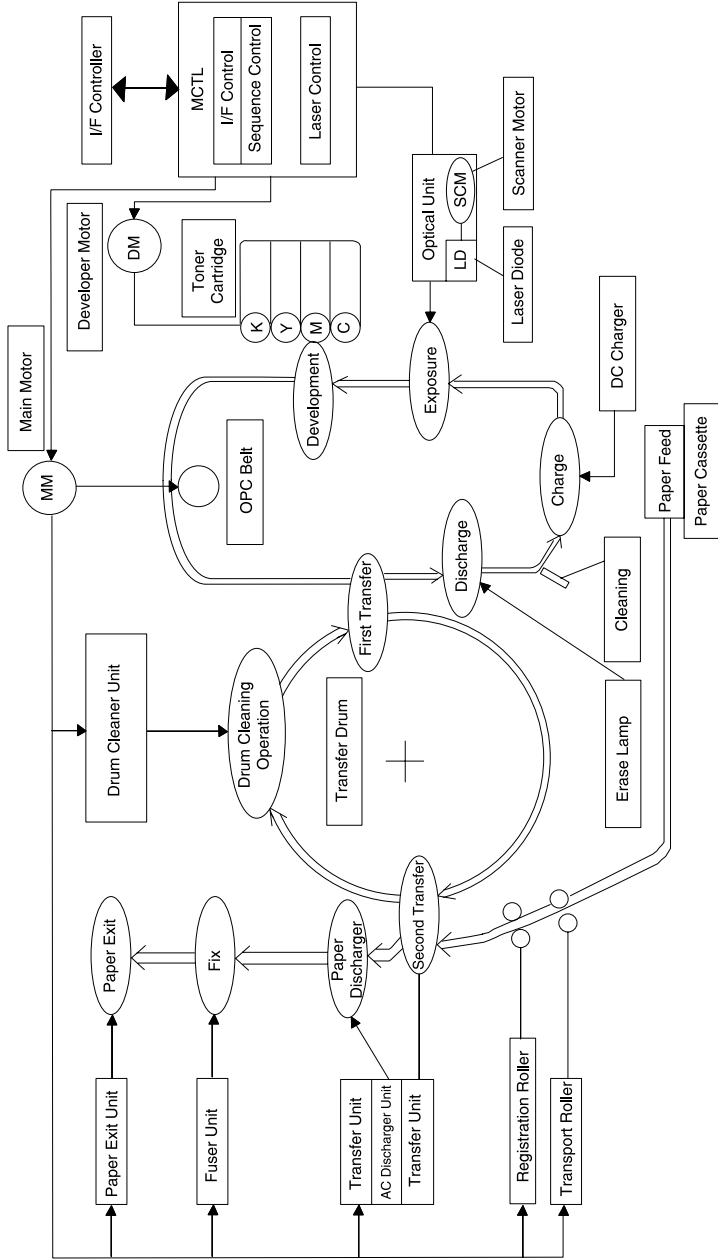 I/F Controller
MCTL
I/F Control
Sequence Control
Laser Control
Main Motor
MM
Developer Motor
DM
Toner
Cartridge
K
Y
M
C
Optical Unit
LD
SCM
Scanner Motor
Laser Diode
Development
Exposure
OPC Belt
Charge
DC Charger
Paper Feed
Paper Cassette
Discharge
Cleaning
Erase Lamp
First Transfer
Drum Cleaner Unit
Drum Cleaning
Operation
Transfer Drum
Second Transfer
Paper Exit
Fix
Paper
Discharger
Paper Exit Unit
Fuser Unit
Transfer Unit
AC Discharger Unit
Transfer Unit
Registration Roller
Transport Roller